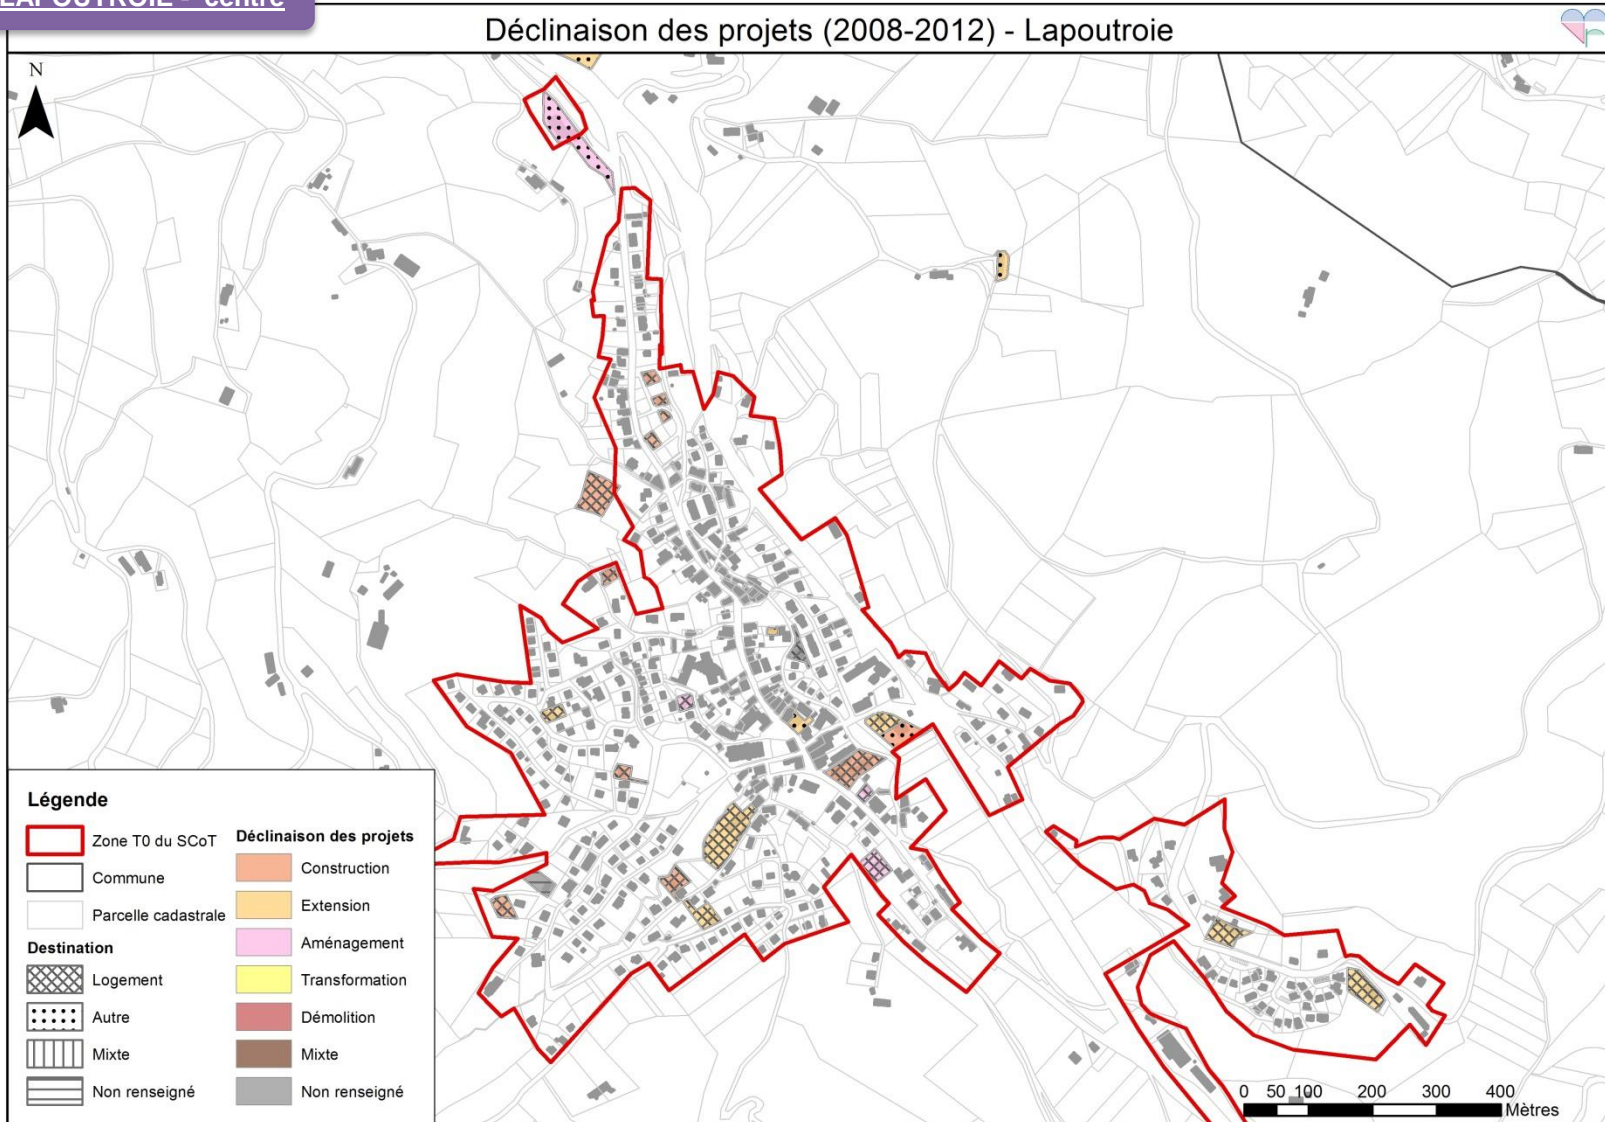 LAPOUTROIE - centre
Déclinaison des projets (2008-2012) - Lapoutroie
N
Légende
Zone T0 du SCoT
Commune
Parcelle cadastrale
Destination
Logement
Autre
Mixte
Non renseigné
Déclinaison des projets
Construction
Extension
Aménagement
Transformation
Démolition
Mixte
Non renseigné
0 50 100 200 300 400
Mètres